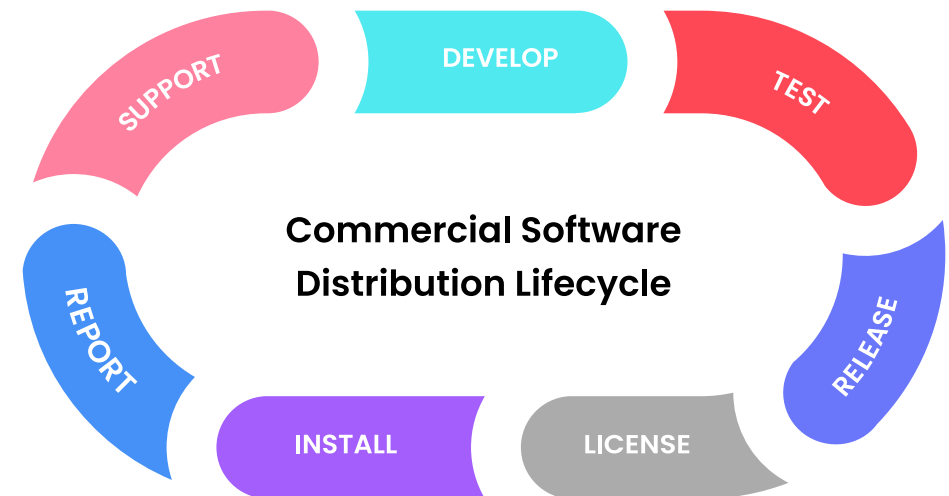 DEVELOP
TEST
RELEASE
LICENSE
INSTALL
REPORT
SUPPORT
Commercial Software
Distribution Lifecycle